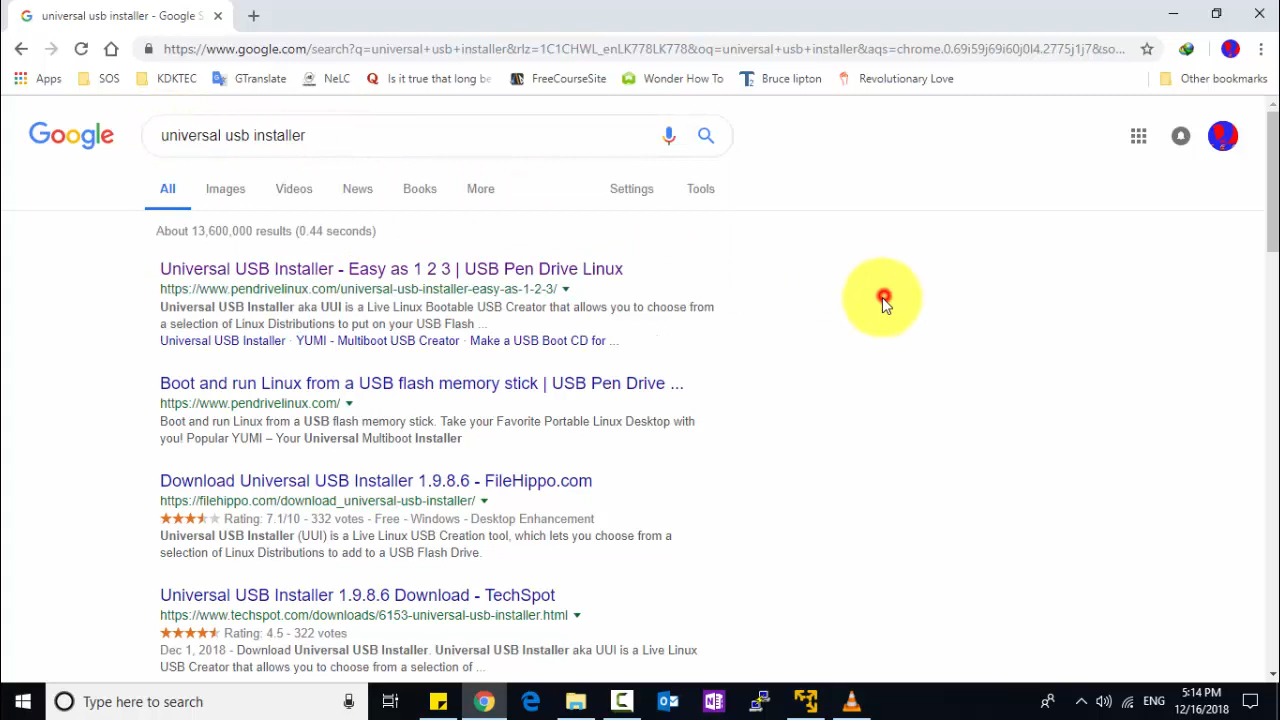 universal usb installer - Google S
https://www.google.com/search?q=universal+usb+installer&rlz=1C1CHWL_enLK778LK778&oq=universal+usb+installer&aqs=chrome.0.69i59j69i60j0l4.2775j1j7&so...
Apps SOS KDKTEC GTranslate NeLC Is it true that long be FreeCourseSite Wonder How To Bruce lipton Revolutionary Love Other bookmarks
Google universal usb installer
All Images Videos News Books More Settings Tools
About 13,600,000 results (0.44 seconds)
Universal USB Installer - Easy as 1 2 3 | USB Pen Drive Linux
https://www.pendrivelinux.com/universal-usb-installer-easy-as-1-2-3/
Universal USB Installer aka UUI is a Live Linux Bootable USB Creator that allows you to choose from
a selection of Linux Distributions to put on your USB Flash ...
Universal USB Installer · YUMI - Multiboot USB Creator · Make a USB Boot CD for ...
Boot and run Linux from a USB flash memory stick | USB Pen Drive ...
https://www.pendrivelinux.com/
Boot and run Linux from a USB flash memory stick. Take your Favorite Portable Linux Desktop with
you! Popular YUMI – Your Universal Multiboot Installer
Download Universal USB Installer 1.9.8.6 - FileHippo.com
https://filehippo.com/download_universal-usb-installer/
Rating: 7.1/10 - 332 votes - Free - Windows - Desktop Enhancement
Universal USB Installer (UUI) is a Live Linux USB Creation tool, which lets you choose from a
selection of Linux Distributions to add to a USB Flash Drive.
Universal USB Installer 1.9.8.6 Download - TechSpot
https://www.techspot.com/downloads/6153-universal-usb-installer.html
Rating: 4.5 - 322 votes
Dec 1, 2018 - Download Universal USB Installer. Universal USB Installer aka UUI is a Live Linux
USB Creator that allows you to choose from a selection of ...
Type here to search ENG 5:14 PM
12/16/2018